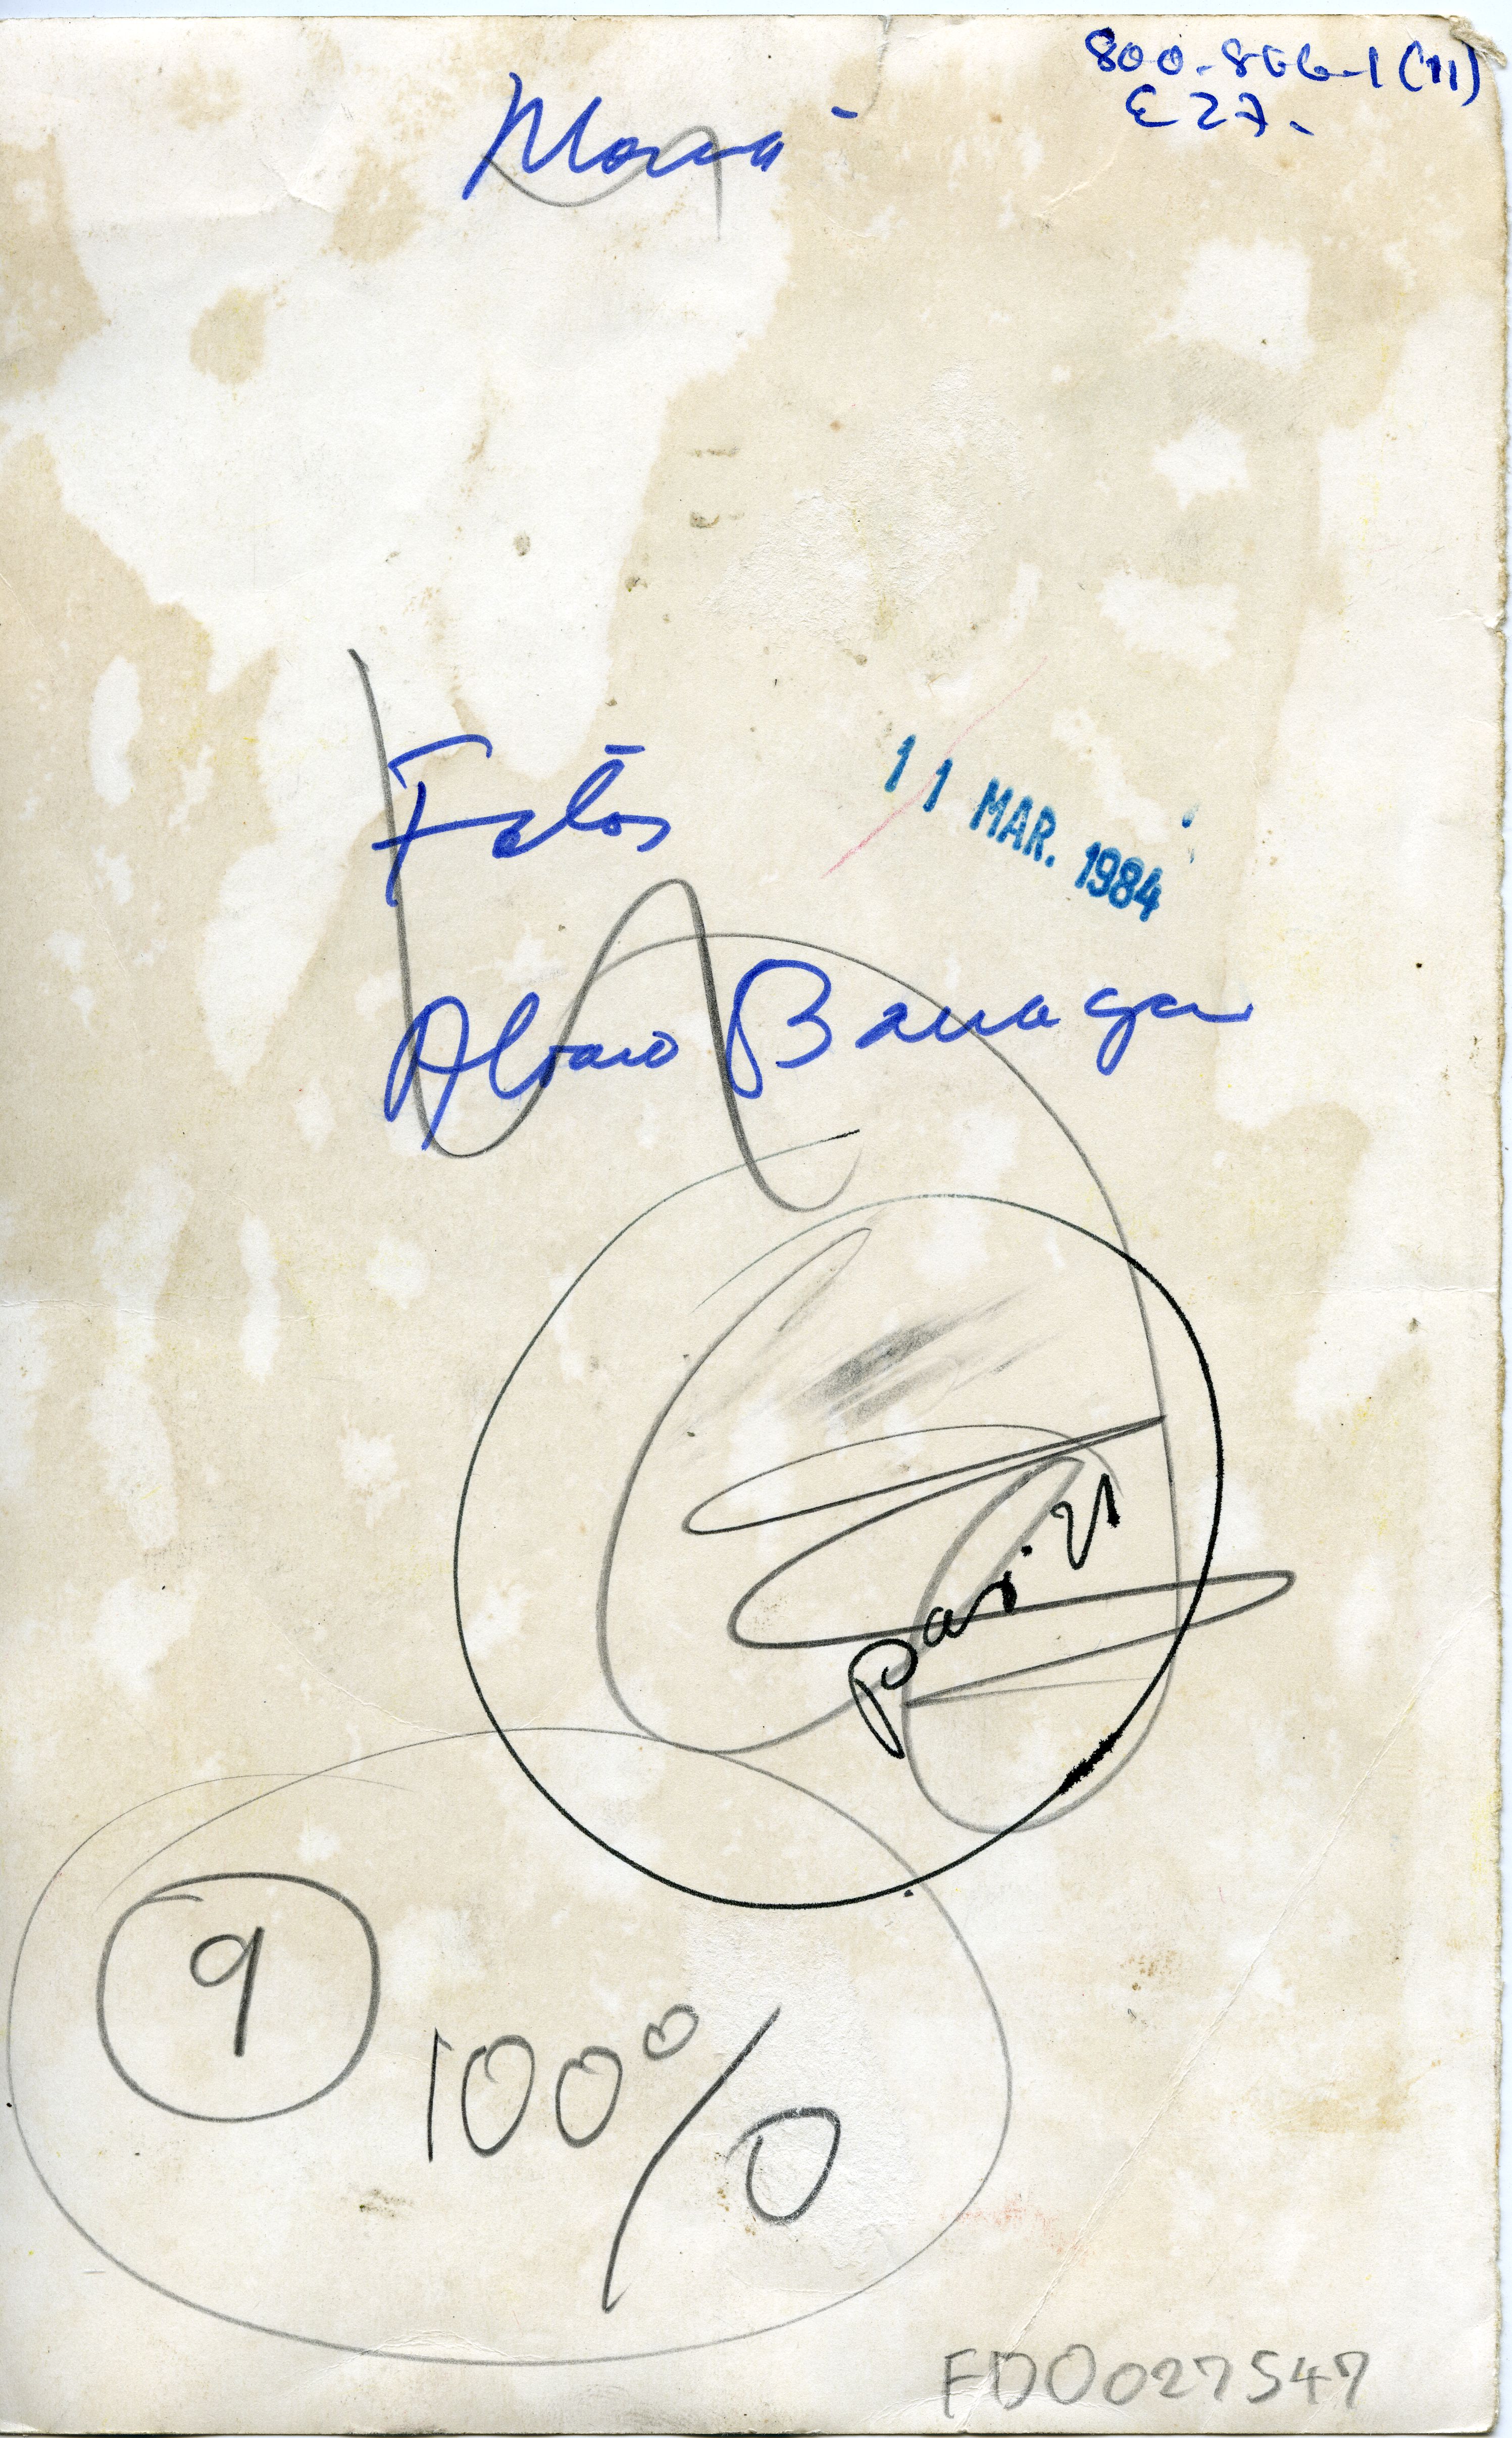 800-866-1 (11)
E 27.
Fotos
11 MAR. 1984
Alvaro Barragan
9
100%
FD0027547